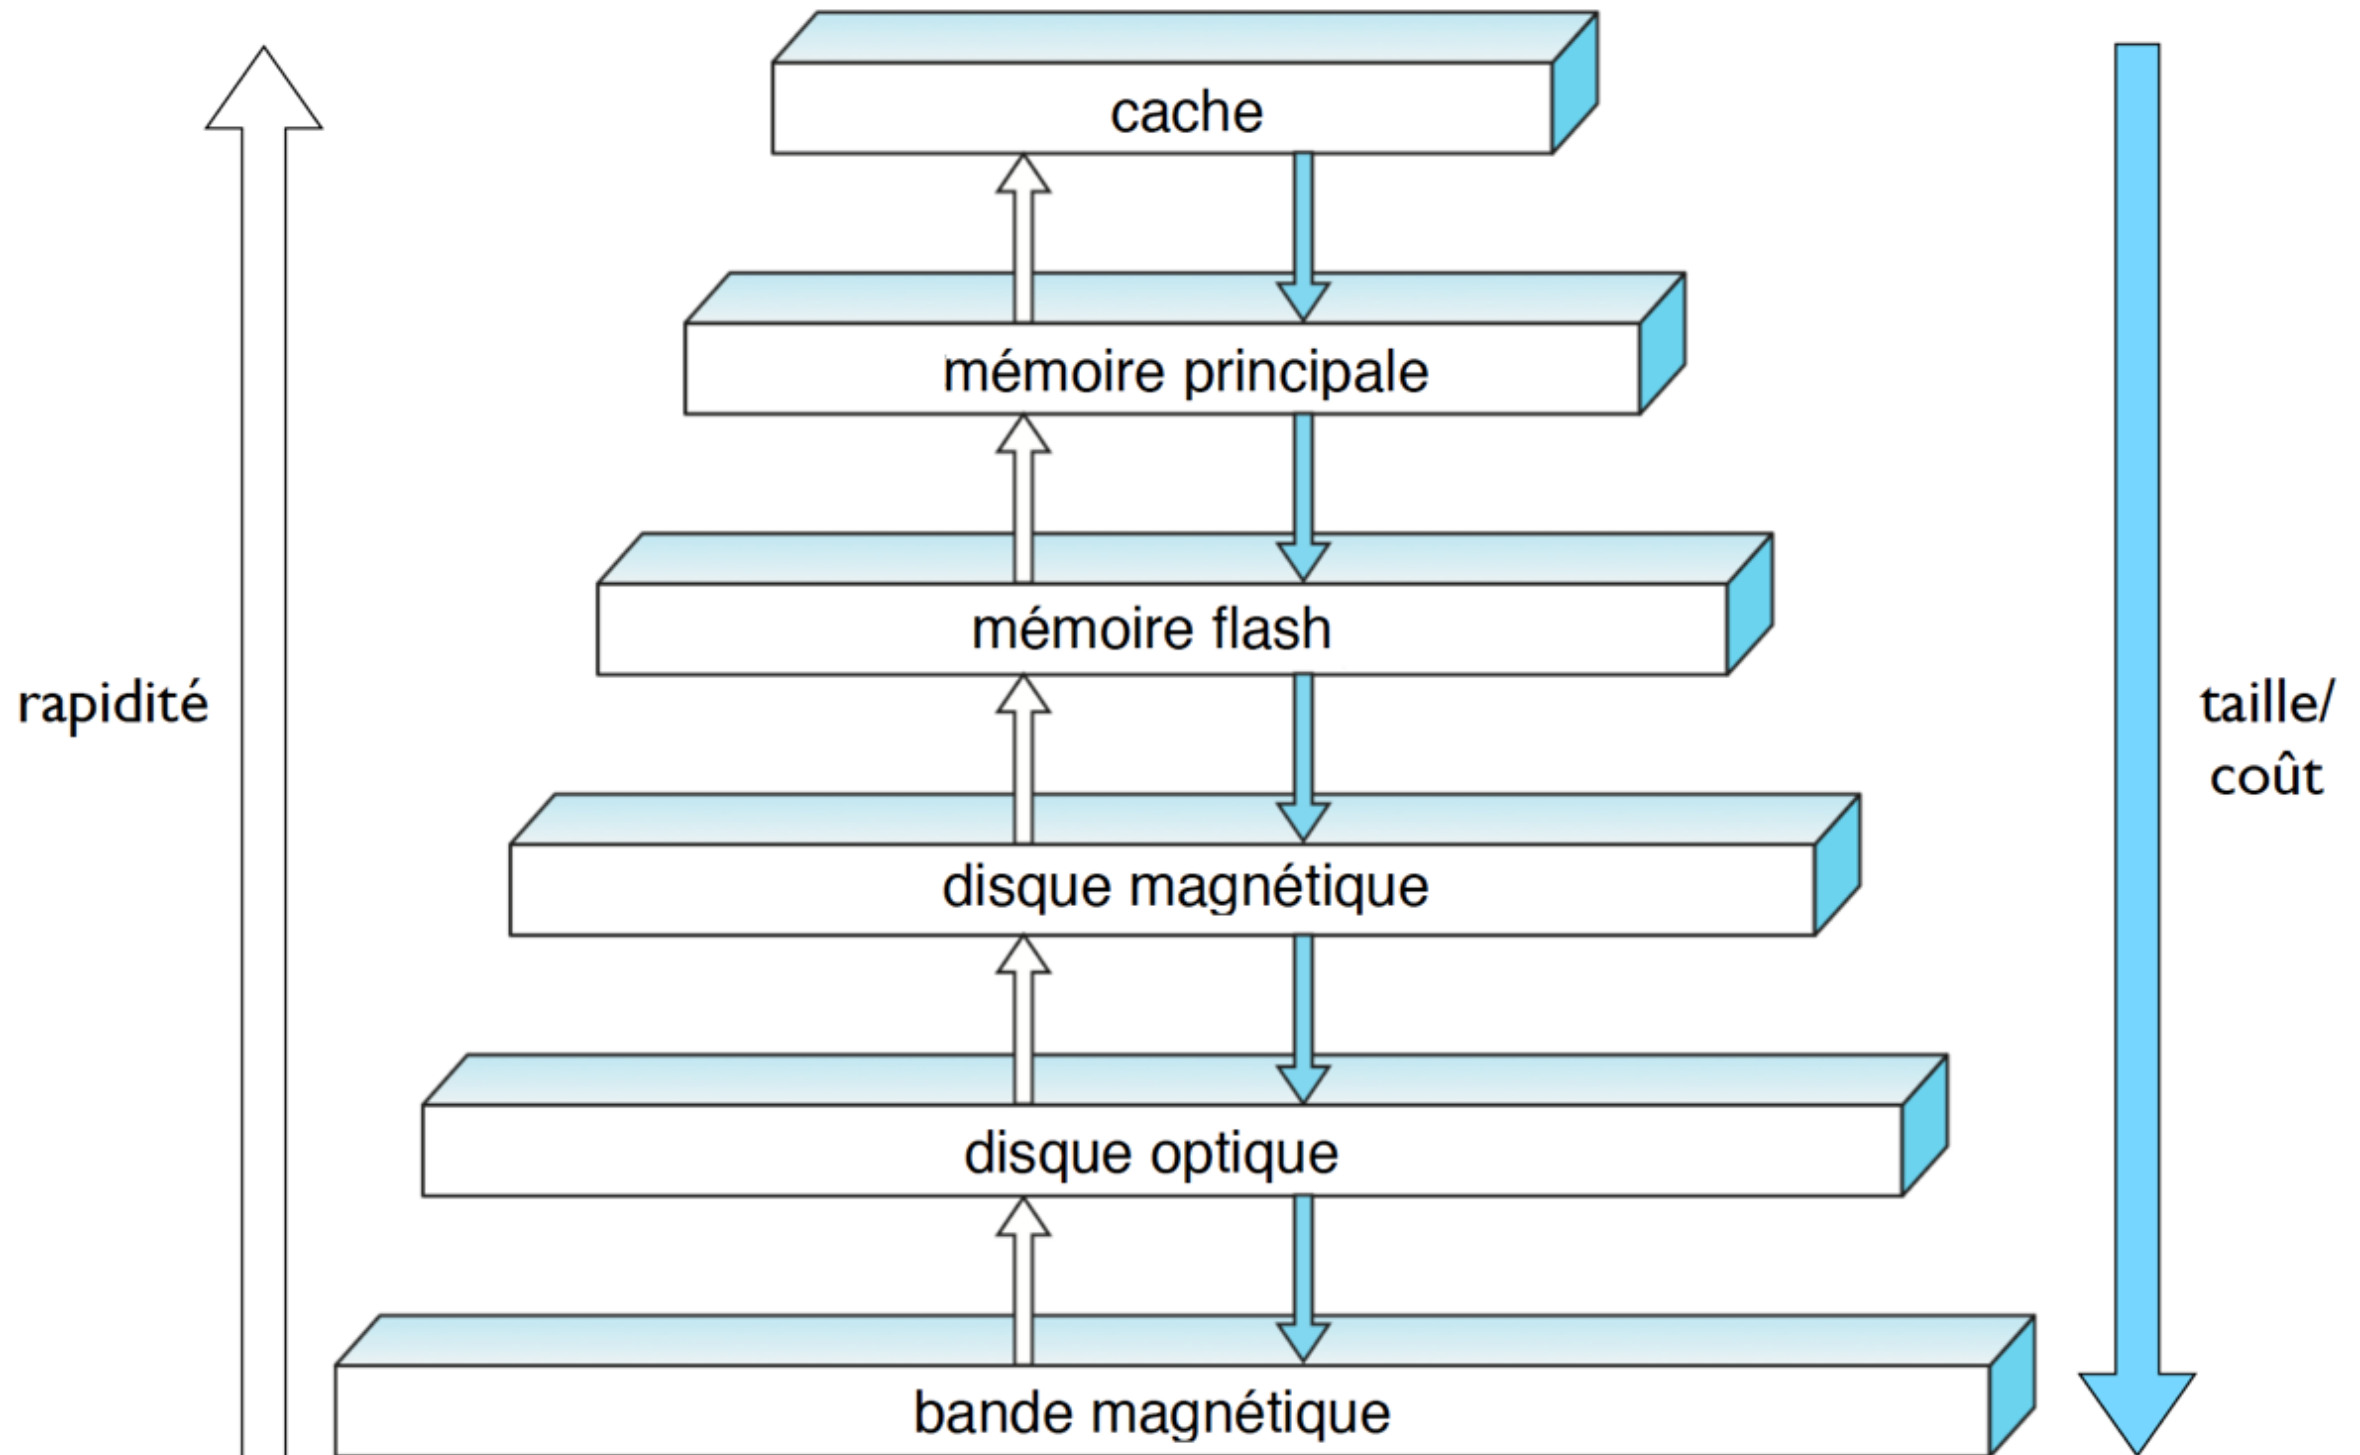 cache
mémoire principale
mémoire flash
rapidité
taille/
coût
disque magnétique
disque optique
bande magnétique